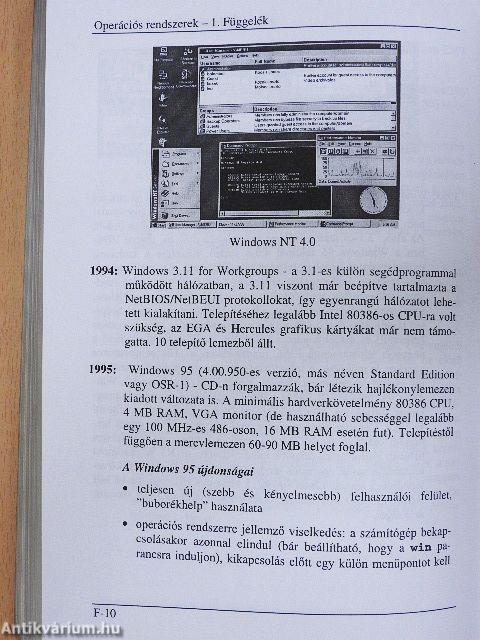 Operációs rendszerek – 1. Függelék
Windows NT 4.0
1994: Windows 3.11 for Workgroups - a 3.1-es külön segédprogrammal
működött hálózatban, a 3.11 viszont már beépítve tartalmazta a
NetBIOS/NetBEUI protokollokat, így egyenrangú hálózatot lehe-
tett kialakítani. Telepítéséhez legalább Intel 80386-os CPU-ra volt
szükség, az EGA és Hercules grafikus kártyákat már nem támo-
gatta. 10 telepítő lemezből állt.
1995: Windows 95 (4.00.950-es verzió, más néven Standard Edition
vagy OSR-1) - CD-n forgalmazzák, bár létezik hajlékonylemezen
kiadott változata is. A minimális hardverkövetelmény 80386 CPU,
4 MB RAM, VGA monitor (de használható sebességgel legalább
egy 100 MHz-es 486-oson, 16 MB RAM esetén fut). Telepítéstől
függően a merevlemezen 60-90 MB helyet foglal.
A Windows 95 újdonságai
• teljesen új (szebb és kényelmesebb) felhasználói felület,
"buborékhelp" használata
• operációs rendszerre jellemző viselkedés: a számítógép bekap-
csolásakor azonnal elindul (bár beállítható, hogy a win pa-
rancsra induljon), kikapcsolás előtt egy külön menüpontot kell
F-10
Antikvárium.hu